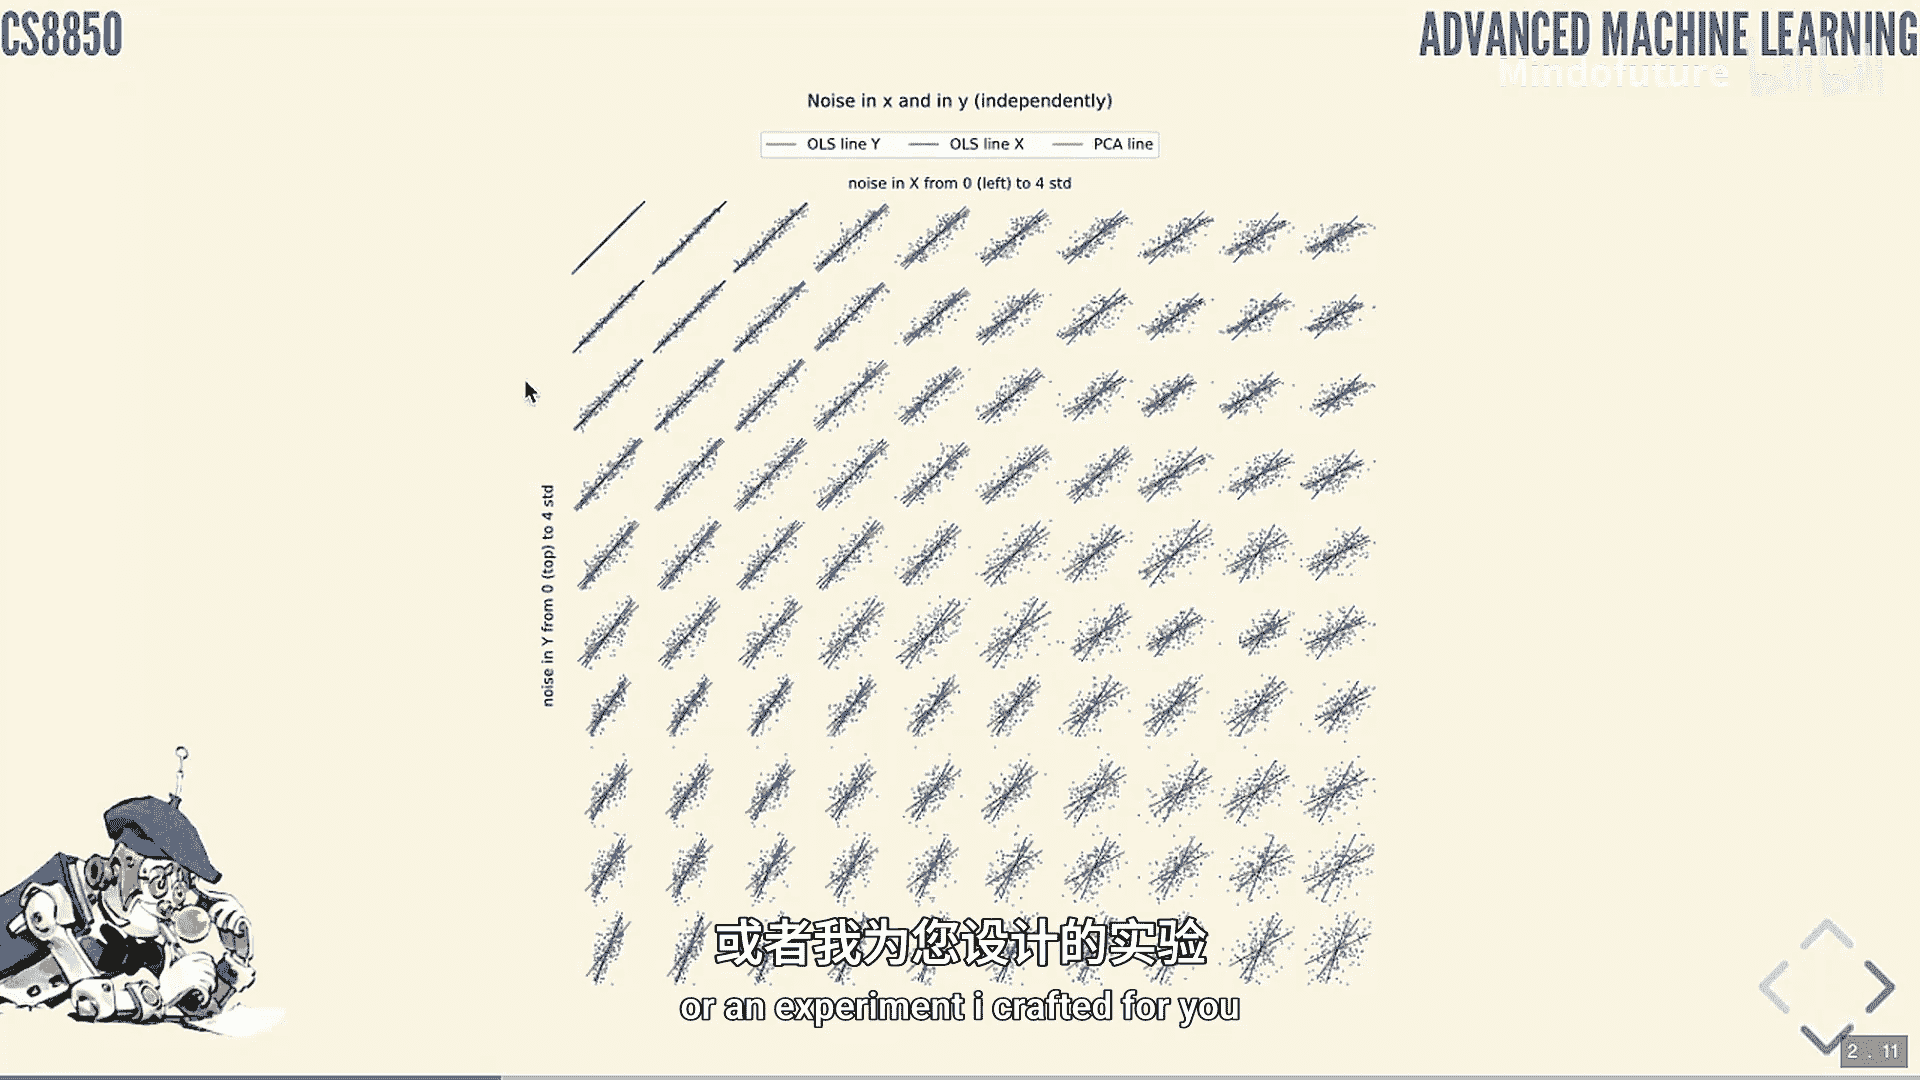 CS8850
ADVANCED MACHINE LEARNING
Mindofuture bilibili
Noise in x and in y (independently)
OLS line Y OLS line X PCA line
noise in X from 0 (left) to 4 std
noise in Y from 0 (top) to 4 std
或者我为您设计的实验
or an experiment i crafted for you
2 . 11